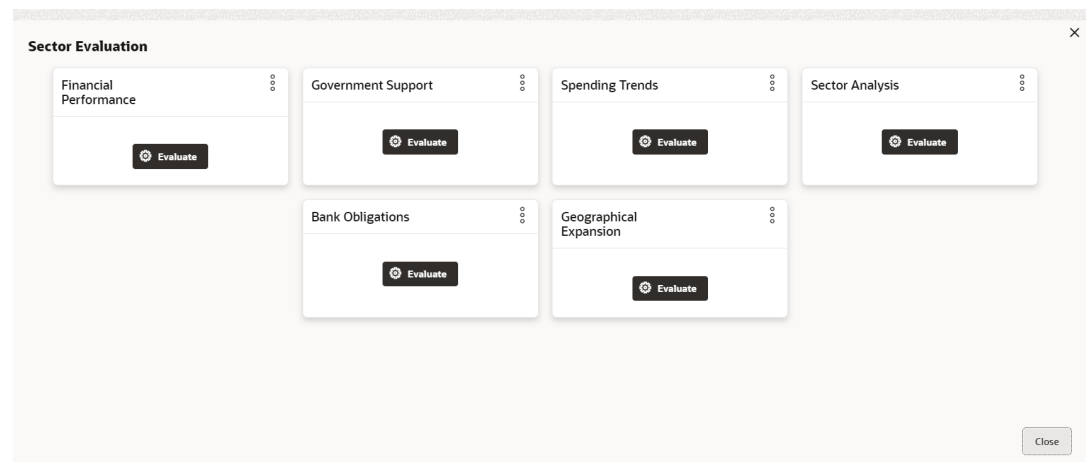 Sector Evaluation
Financial
Performance
Government Support
Spending Trends
Sector Analysis
Evaluate
Evaluate
Evaluate
Evaluate
Bank Obligations
Geographical
Expansion
Evaluate
Evaluate
Close